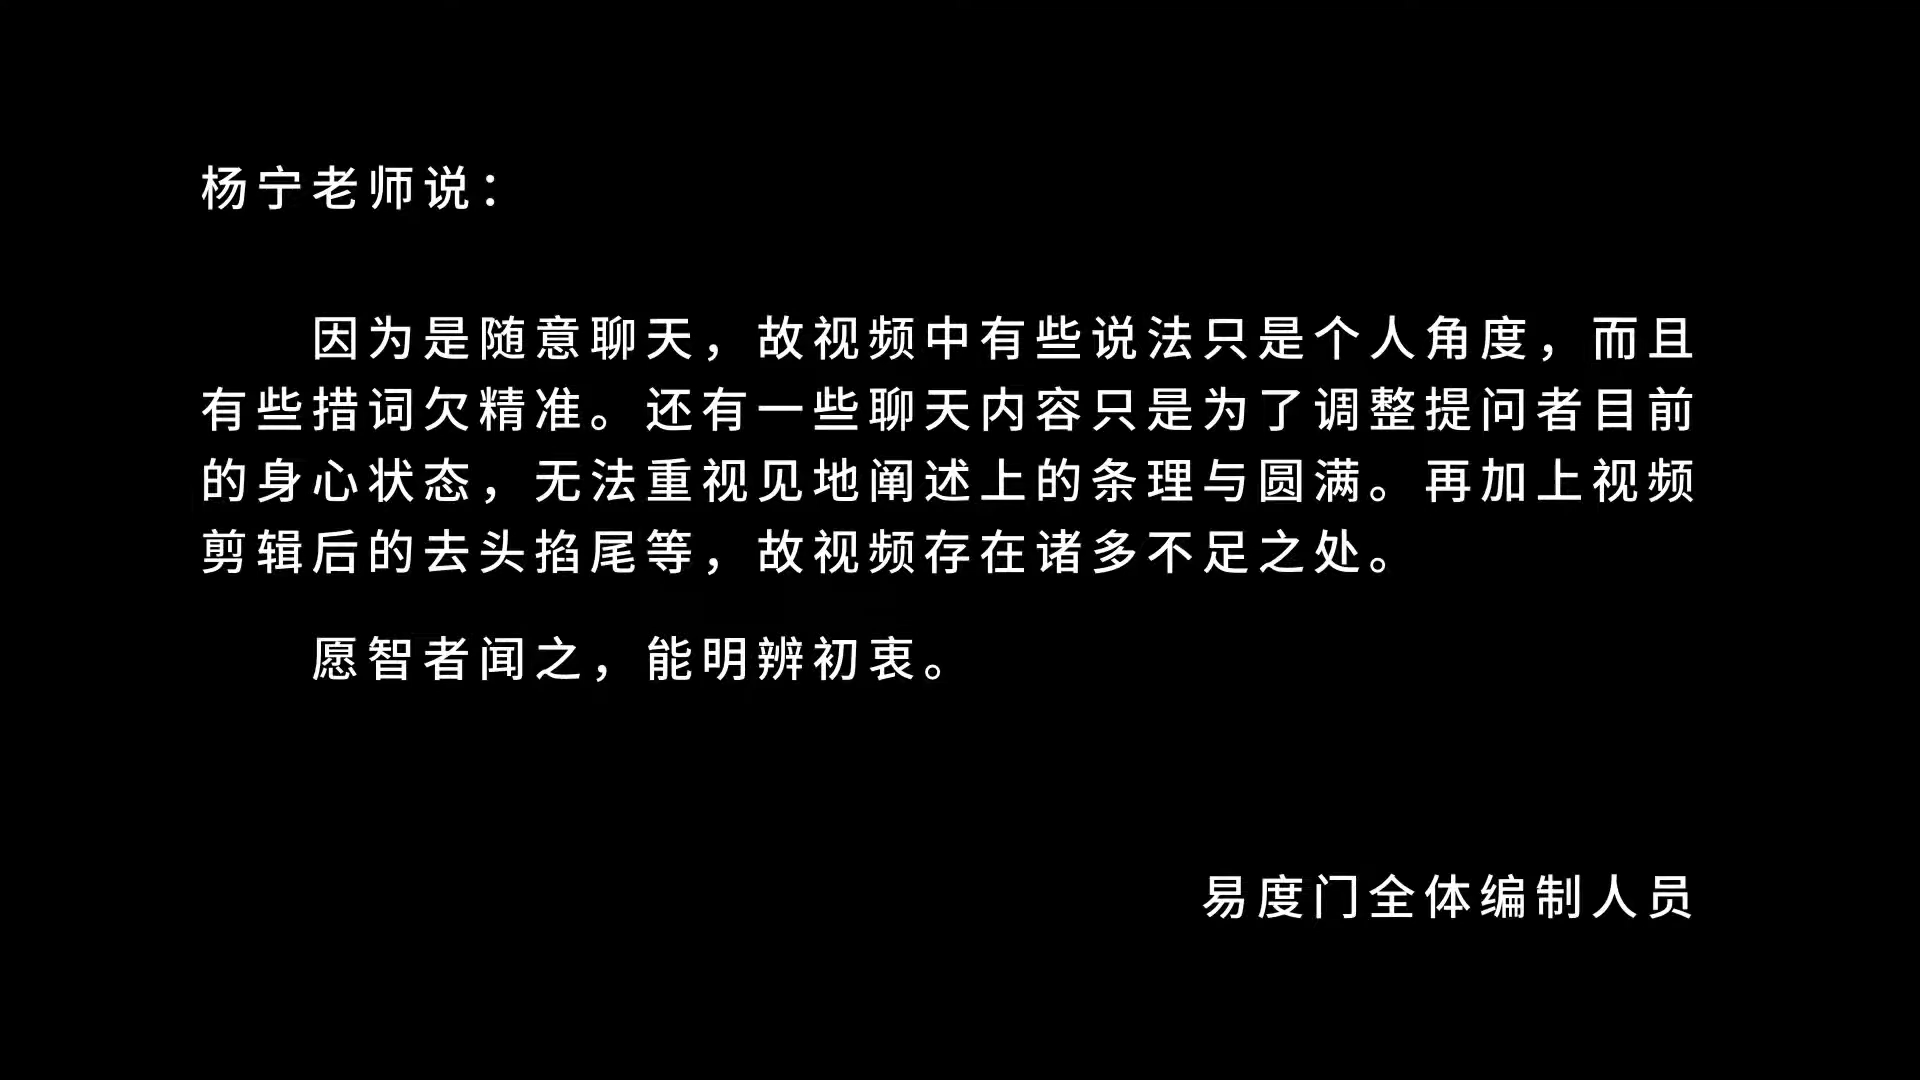 杨宁老师说：
因为是随意聊天，故视频中有些说法只是个人角度，而且
有些措词欠精准。还有一些聊天内容只是为了调整提问者目前
的身心状态，无法重视见地阐述上的条理与圆满。再加上视频
剪辑后的去头掐尾等，故视频存在诸多不足之处。
愿智者闻之，能明辨初衷。
易度门全体编制人员